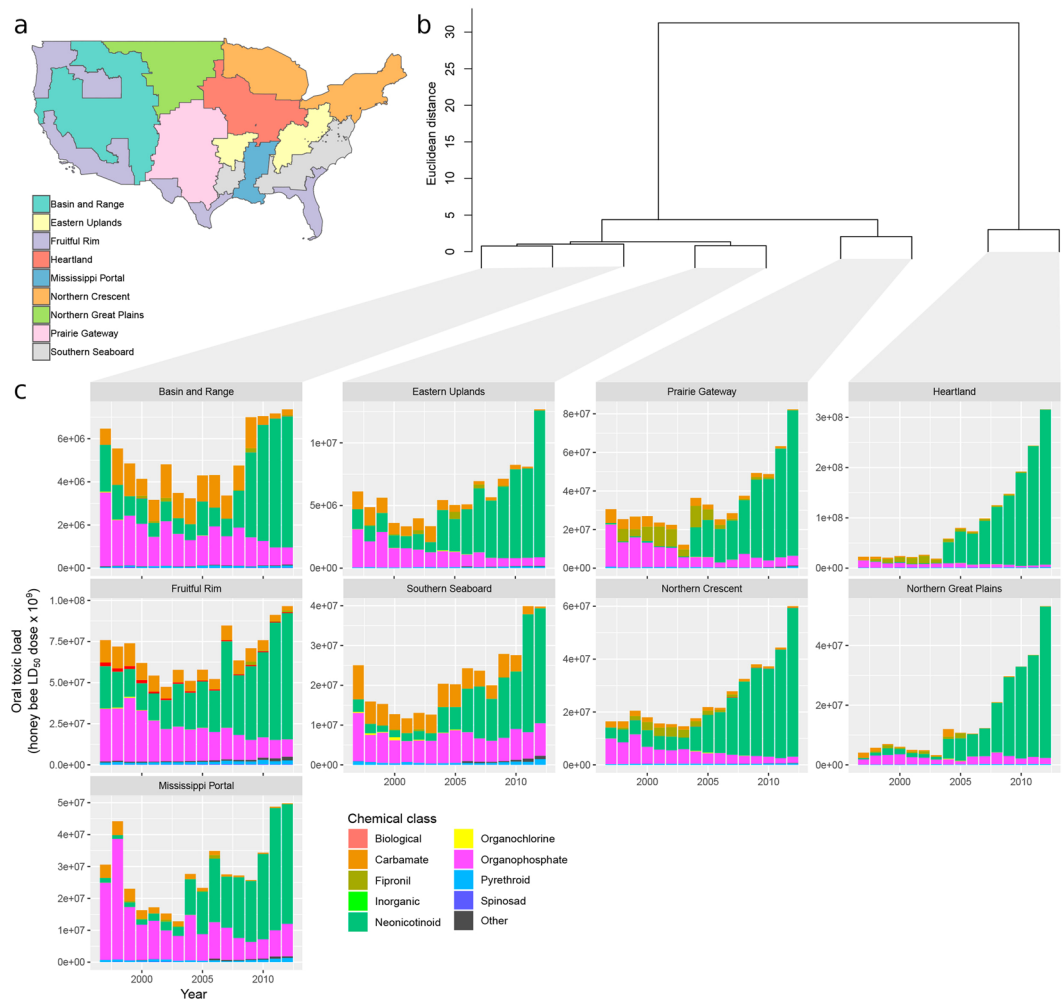 a
Basin and Range
Eastern Uplands
Fruitful Rim
Heartland
Mississippi Portal
Northern Crescent
Northern Great Plains
Prairie Gateway
Southern Seaboard
b
Euclidean distance
30
25
20
15
10
5
0
c
Oral toxic load
(honey bee LD50 dose x 10^9)
Basin and Range
6e+06
4e+06
2e+06
0e+00
Eastern Uplands
1e+07
5e+06
0e+00
Prairie Gateway
8e+07
6e+07
4e+07
2e+07
0e+00
Heartland
3e+08
2e+08
1e+08
0e+00
Fruitful Rim
1.0e+08
7.5e+07
5.0e+07
2.5e+07
0.0e+00
Southern Seaboard
4e+07
3e+07
2e+07
1e+07
0e+00
2000 2005 2010
Northern Crescent
6e+07
4e+07
2e+07
0e+00
2000 2005 2010
Northern Great Plains
4e+07
2e+07
0e+00
2000 2005 2010
Mississippi Portal
5e+07
4e+07
3e+07
2e+07
1e+07
0e+00
2000 2005 2010
Year
Chemical class
Biological
Carbamate
Fipronil
Inorganic
Neonicotinoid
Organochlorine
Organophosphate
Pyrethroid
Spinosad
Other